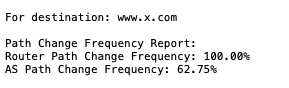 For destination: www.x.com
Path Change Frequency Report:
Router Path Change Frequency: 100.00%
AS Path Change Frequency: 62.75%